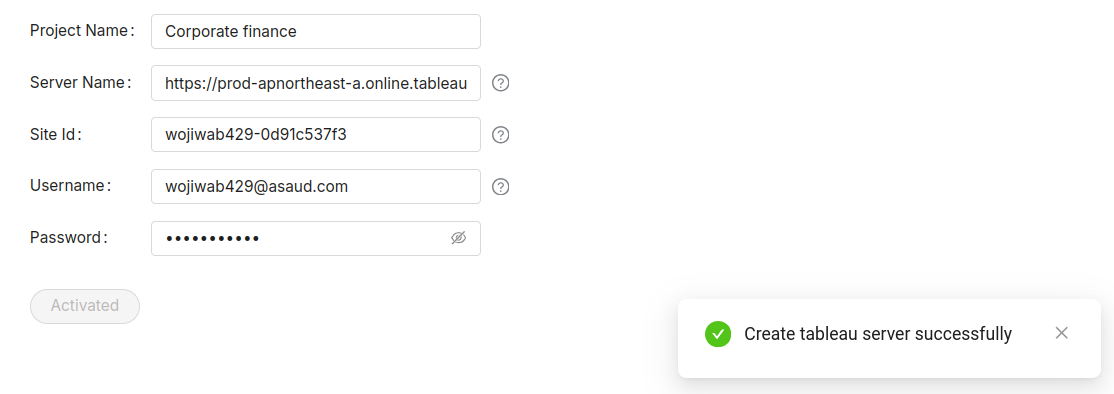 Project Name:
Corporate finance
Server Name:
https://prod-apnortheast-a.online.tableau
Site Id:
wojiwab429-0d91c537f3
Username:
wojiwab429@asaud.com
Password:
•••••••••••
Activated
Create tableau server successfully